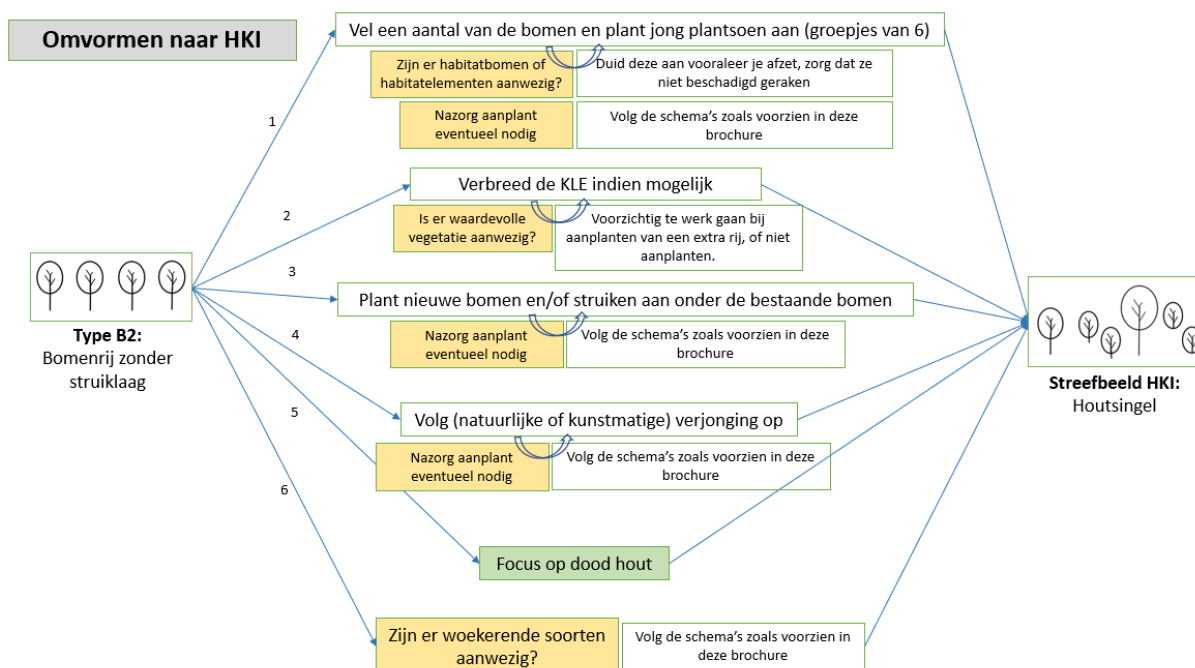 Omvormen naar HKI
Vel een aantal van de bomen en plant jong plantsoen aan (groepjes van 6)
Zijn er habitatbomen of
habitatelementen aanwezig?
Duid deze aan vooraleer je afzet, zorg dat ze
niet beschadigd geraken
1
Nazorg aanplant
eventueel nodig
Volg de schema's zoals voorzien in deze
brochure
Verbreed de KLE indien mogelijk
2
Is er waardevolle
vegetatie aanwezig?
Voorzichtig te werk gaan bij
aanplanten van een extra rij, of niet
aanplanten.
3
Plant nieuwe bomen en/of struiken aan onder de bestaande bomen
Type B2:
Bomenrij zonder
struiklaag
4
Nazorg aanplant
eventueel nodig
Volg de schema's zoals voorzien in deze
brochure
Streefbeeld HKI:
Houtsingel
5
Volg (natuurlijke of kunstmatige) verjonging op
Nazorg aanplant
eventueel nodig
Volg de schema's zoals voorzien in deze
brochure
6
Focus op dood hout
Zijn er woekerende soorten
aanwezig?
Volg de schema's zoals voorzien in
deze brochure